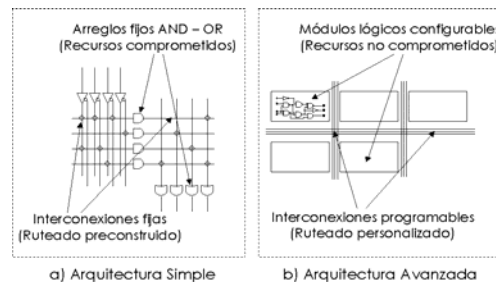 Arreglos fijos AND – OR
(Recursos comprometidos)
Interconexiones fijas
(Ruteado preconstruido)
a) Arquitectura Simple
Módulos lógicos configurables
(Recursos no comprometidos)
Interconexiones programables
(Ruteado personalizado)
b) Arquitectura Avanzada